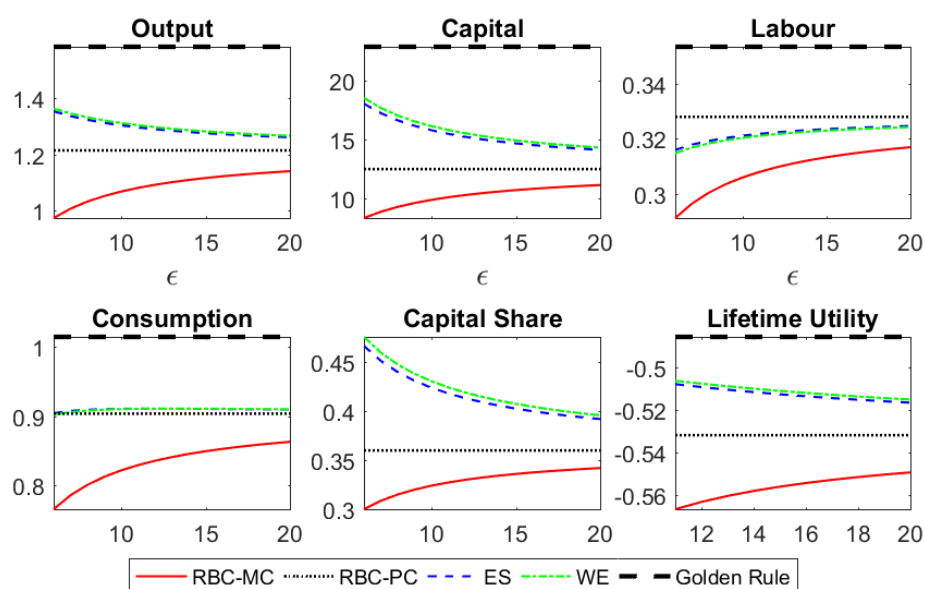 Output
1.4
1.2
1
10
15
20
ϵ
Capital
20
15
10
10
15
20
ϵ
Labour
0.34
0.32
0.3
10
15
20
ϵ
Consumption
1
0.9
0.8
10
15
20
Capital Share
0.45
0.4
0.35
0.3
10
15
20
Lifetime Utility
-0.5
-0.52
-0.54
-0.56
12
14
16
18
20
RBC-MC
RBC-PC
ES
WE
Golden Rule